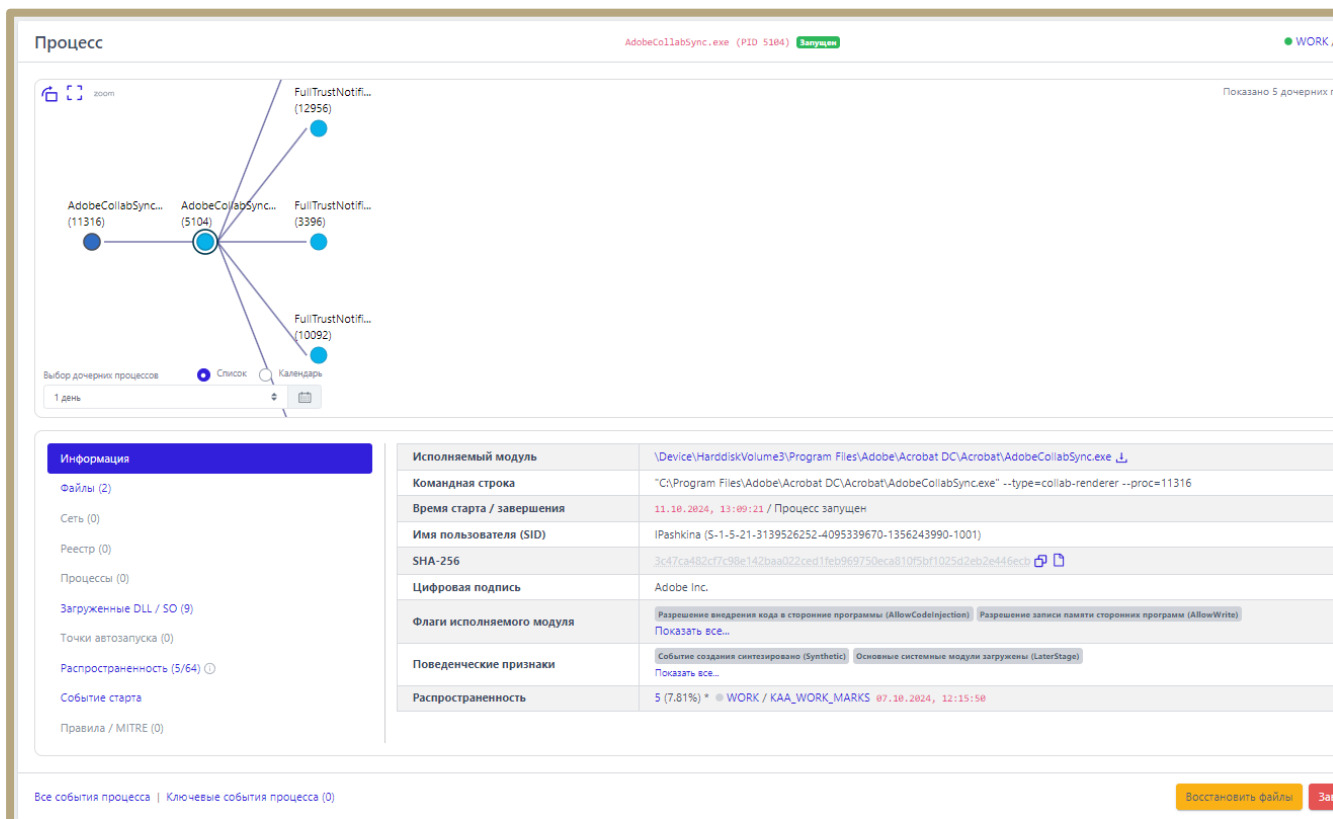 Процесс
AdobeCollabSync.exe (PID 5104) Запущен
WORK /
zoom
Показано 5 дочерних
FullTrustNotifi...
(12956)
AdobeCollabSync...
(11316)
AdobeCollabSync...
(5104)
FullTrustNotifi...
(3396)
FullTrustNotifi...
(10092)
Выбор дочерних процессов
Список
Календарь
1 день
Информация
Файлы (2)
Сеть (0)
Реестр (0)
Процессы (0)
Загруженные DLL / SO (9)
Точки автозапуска (0)
Распространенность (5/64)
Событие старта
Правила / MITRE (0)
Исполняемый модуль
\Device\HarddiskVolume3\Program Files\Adobe\Acrobat DC\Acrobat\AdobeCollabSync.exe
Командная строка
"C:\Program Files\Adobe\Acrobat DC\Acrobat\AdobeCollabSync.exe" --type=collab-renderer --proc=11316
Время старта / завершения
11.10.2024, 13:09:21 / Процесс запущен
Имя пользователя (SID)
IPashkina (S-1-5-21-3139526252-4095339670-1356243990-1001)
SHA-256
3c47ca482cf7c98e142baa022ced1feb969750eca810f5bf1025d2eb2e446ecb
Цифровая подпись
Adobe Inc.
Флаги исполняемого модуля
Разрешение внедрения кода в сторонние программы (AllowCodeInjection) Разрешение записи памяти сторонних программ (AllowWrite)
Показать все...
Поведенческие признаки
Событие создания синтезировано (Synthetic) Основные системные модули загружены (LaterStage)
Показать все...
Распространенность
5 (7.81%) * WORK / KAA_WORK_MARKS 07.10.2024, 12:15:50
Все события процесса | Ключевые события процесса (0)
Восстановить файлы